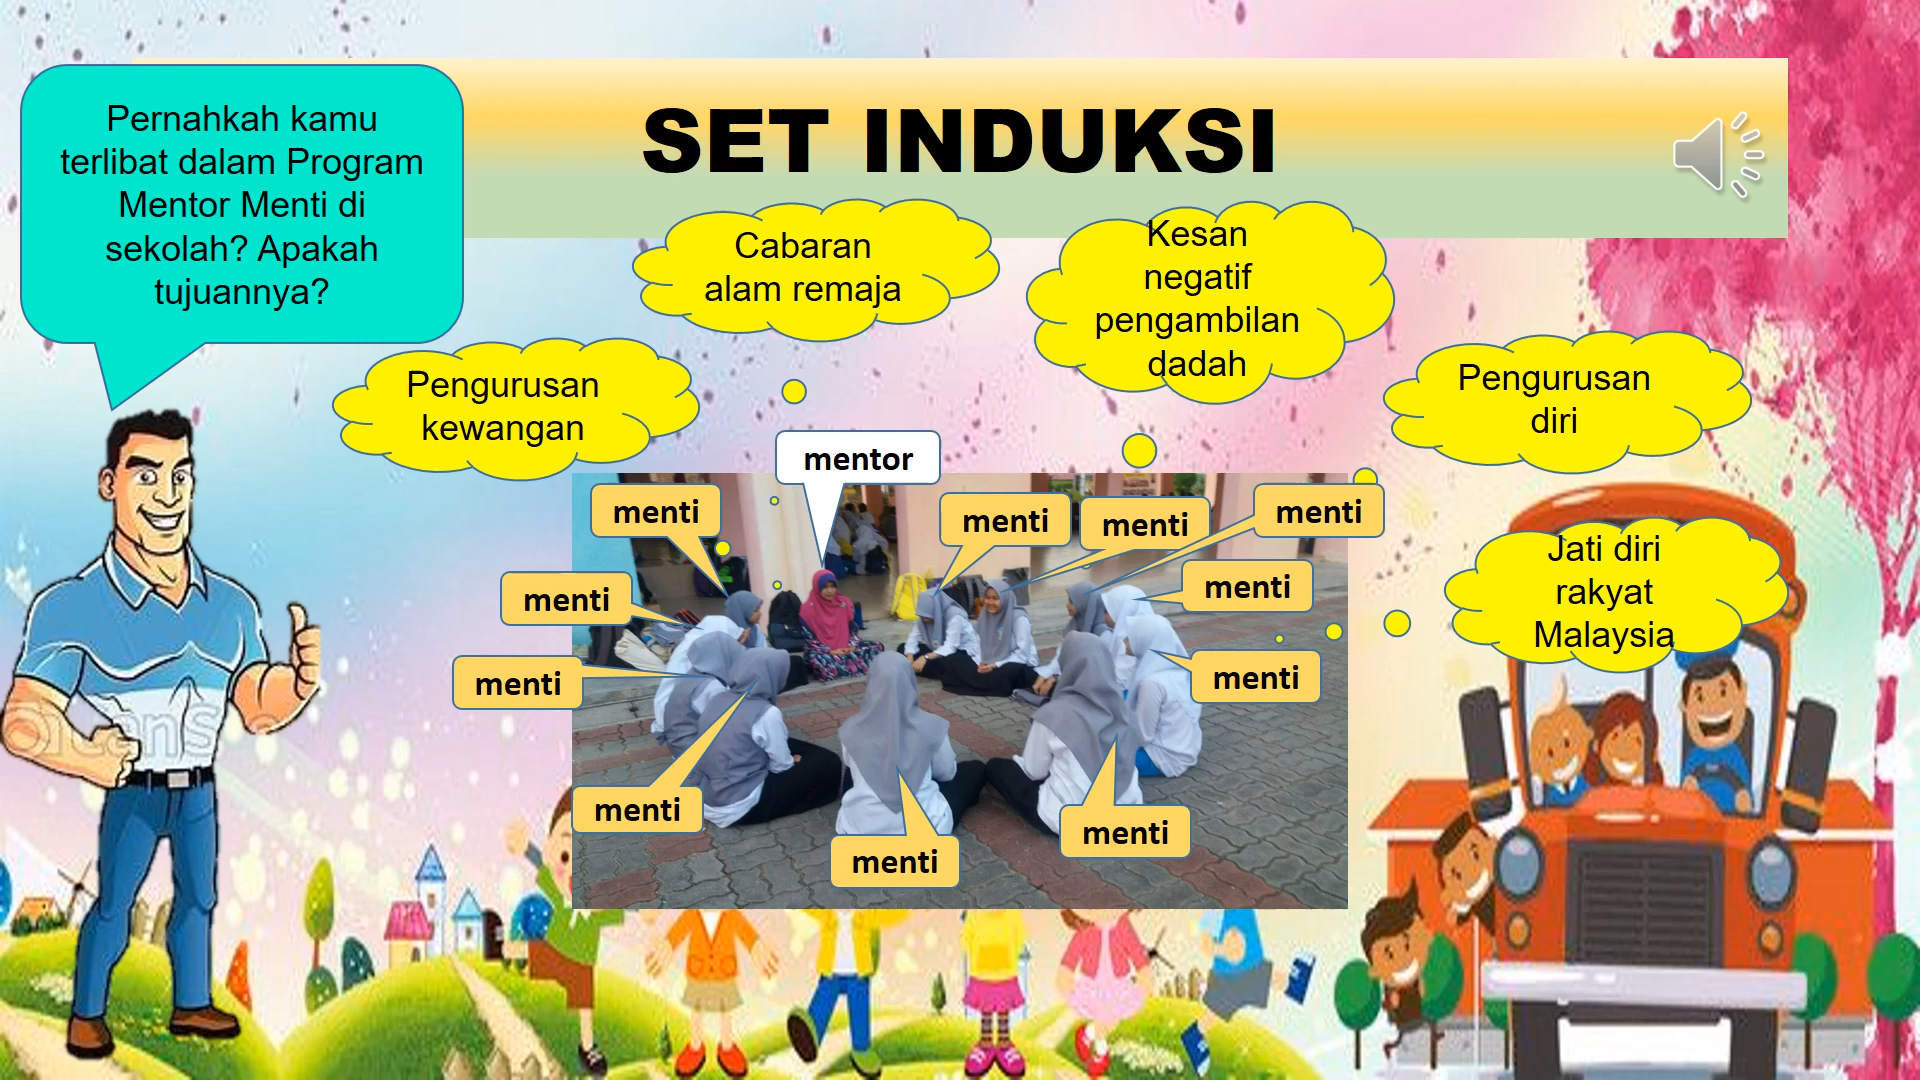 Pernahkah kamu
terlibat dalam Program
Mentor Menti di
sekolah? Apakah
tujuannya?
SET INDUKSI
Cabaran
alam remaja
Kesan
negatif
pengambilan
dadah
Pengurusan
kewangan
Pengurusan
diri
Jati diri
rakyat
Malaysia
mentor
menti
menti
menti
menti
menti
menti
menti
menti
menti
menti
menti